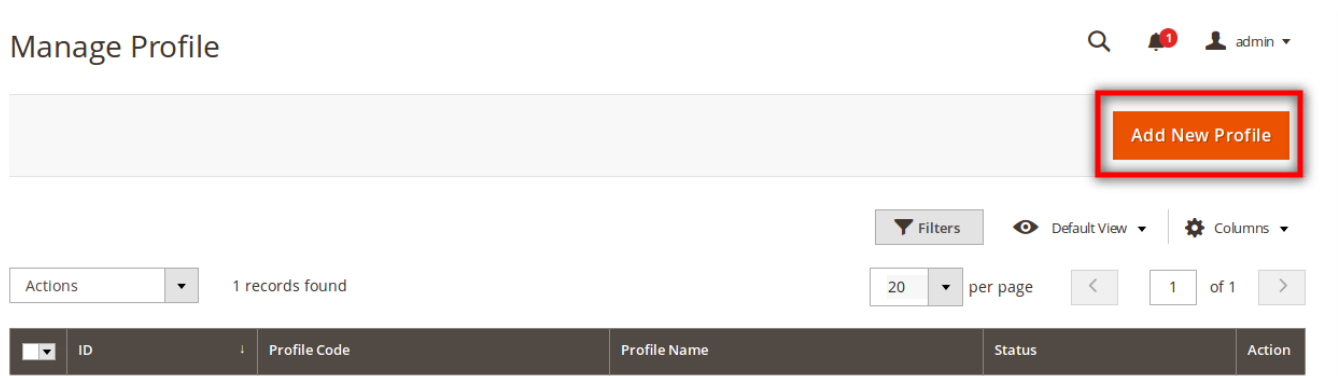 Manage Profile
1
admin
Add New Profile
Filters
Default View
Columns
Actions
1 records found
20
per page
1
of 1
ID ↓ Profile Code Profile Name Status Action